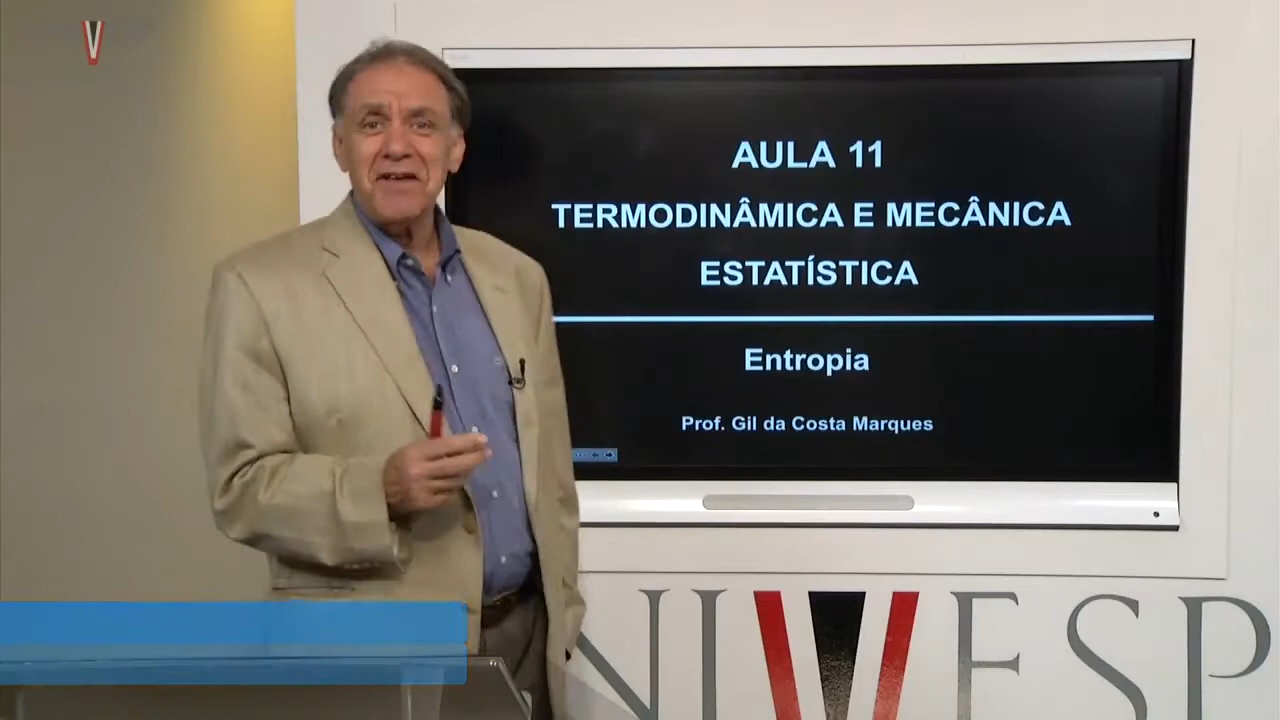 AULA 11
TERMODINÂMICA E MECÂNICA
ESTATÍSTICA
Entropia
Prof. Gil da Costa Marques
NIVESP